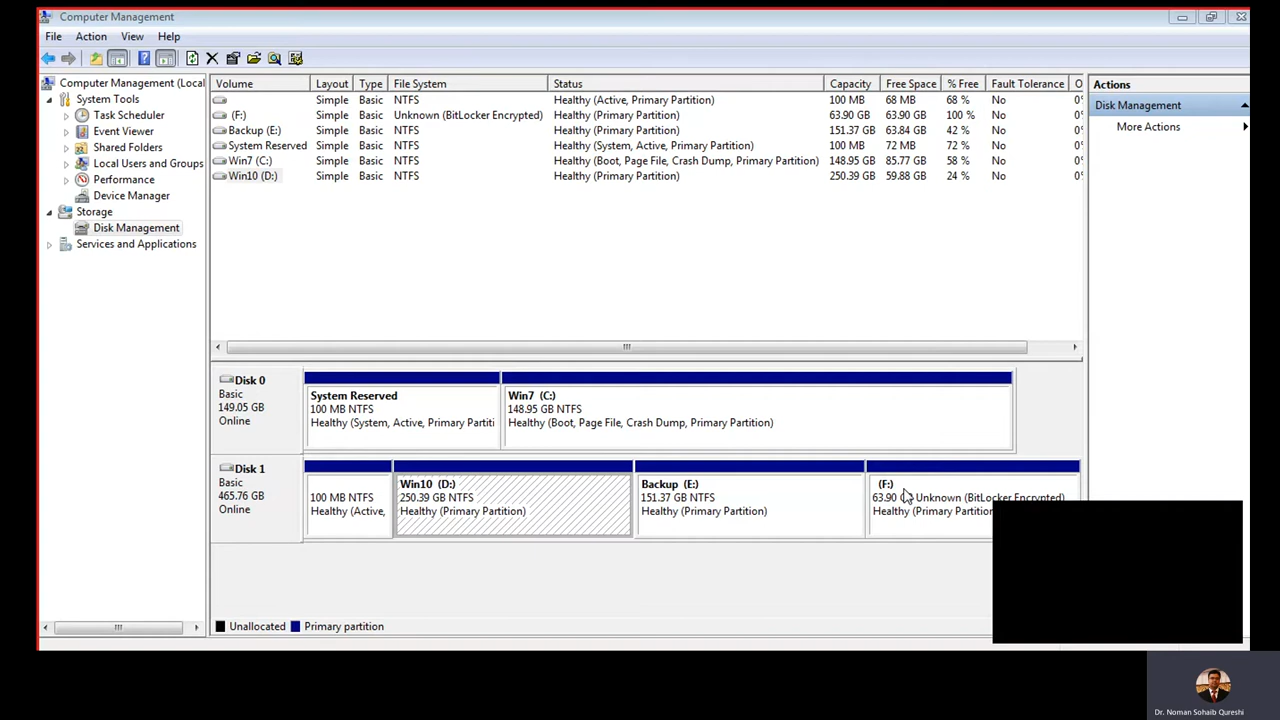 Computer Management
File Action View Help
Computer Management (Local
System Tools
Task Scheduler
Event Viewer
Shared Folders
Local Users and Groups
Performance
Device Manager
Storage
Disk Management
Services and Applications
Volume Layout Type File System Status Capacity Free Space % Free Fault Tolerance O
Simple Basic NTFS Healthy (Active, Primary Partition) 100 MB 68 MB 68 % No 0%
(F:) Simple Basic Unknown (BitLocker Encrypted) Healthy (Primary Partition) 63.90 GB 63.90 GB 100 % No 0%
Backup (E:) Simple Basic NTFS Healthy (Primary Partition) 151.37 GB 63.84 GB 42 % No 0%
System Reserved Simple Basic NTFS Healthy (System, Active, Primary Partition) 100 MB 72 MB 72 % No 0%
Win7 (C:) Simple Basic NTFS Healthy (Boot, Page File, Crash Dump, Primary Partition) 148.95 GB 85.77 GB 58 % No 0%
Win10 (D:) Simple Basic NTFS Healthy (Primary Partition) 250.39 GB 59.88 GB 24 % No 0%
Disk 0
Basic
149.05 GB
Online
System Reserved
100 MB NTFS
Healthy (System, Active, Primary Partiti
Win7 (C:)
148.95 GB NTFS
Healthy (Boot, Page File, Crash Dump, Primary Partition)
Disk 1
Basic
465.76 GB
Online
100 MB NTFS
Healthy (Active,
Win10 (D:)
250.39 GB NTFS
Healthy (Primary Partition)
Backup (E:)
151.37 GB NTFS
Healthy (Primary Partition)
(F:)
63.90 Unknown (BitLocker Encrypted)
Healthy (Primary Partition
Unallocated Primary partition
Actions
Disk Management
More Actions
Dr. Noman Sohaib Qureshi